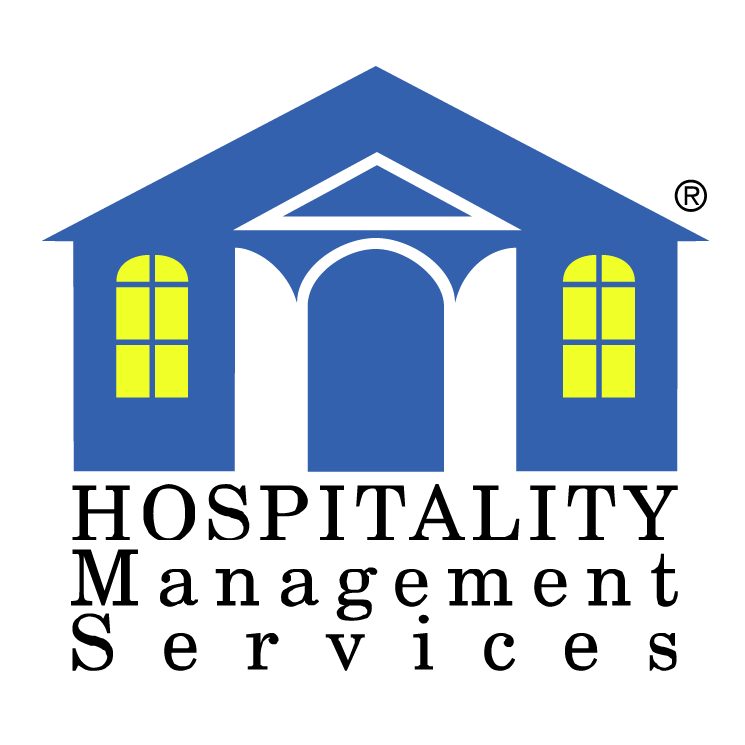 ®
HOSPITALITY
Management
Services